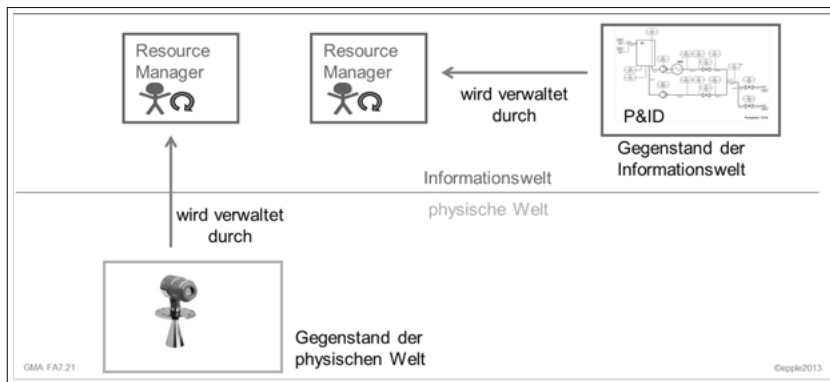 Resource
Manager
Resource
Manager
wird verwaltet
durch
P&ID
Gegenstand der
Informationswelt
Informationswelt
physische Welt
wird verwaltet
durch
Gegenstand der
physischen Welt
GMA FA7.21
©epple2013